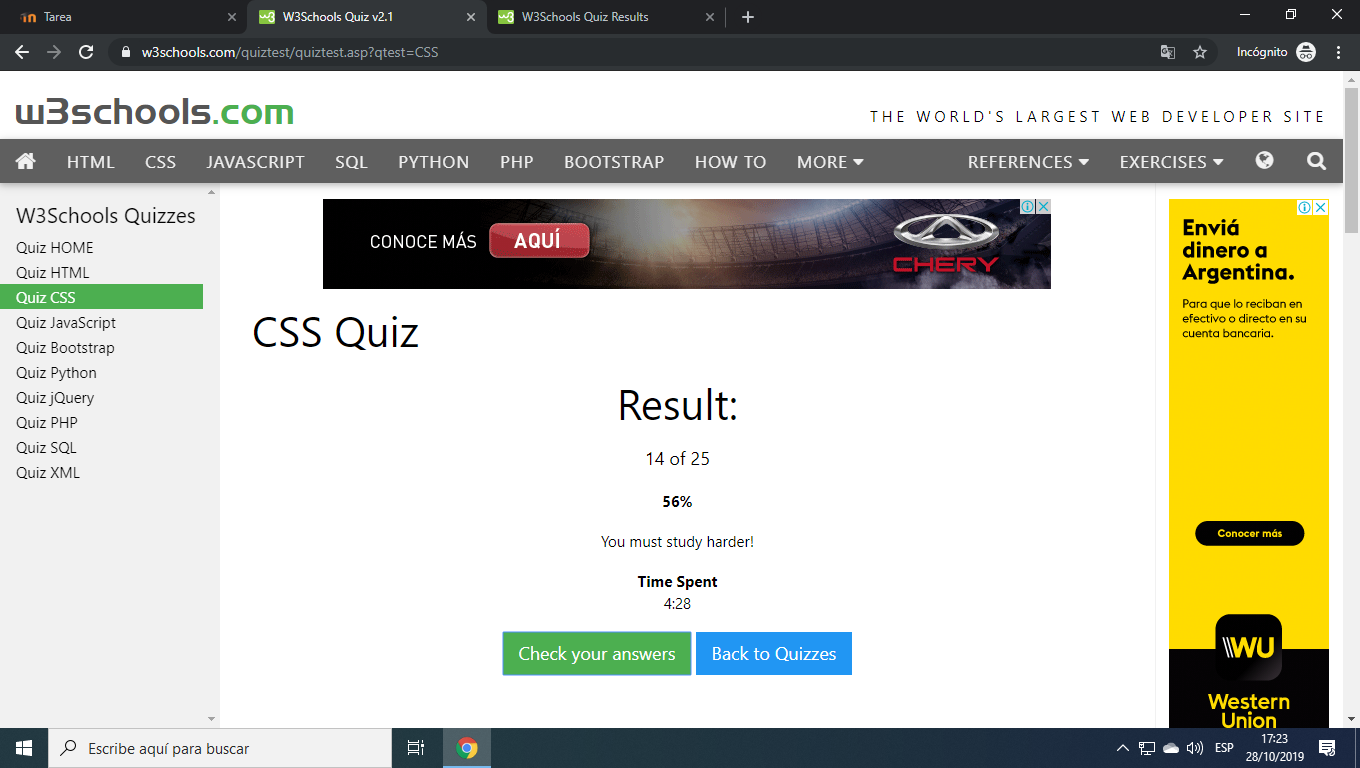 Tarea
W3Schools Quiz v2.1
W3Schools Quiz Results
w3schools.com/quiztest/quiztest.asp?qtest=CSS
Incógnito
w3schools.com
THE WORLD'S LARGEST WEB DEVELOPER SITE
HTML CSS JAVASCRIPT SQL PYTHON PHP BOOTSTRAP HOW TO MORE REFERENCES EXERCISES
W3Schools Quizzes
Quiz HOME
Quiz HTML
Quiz CSS
Quiz JavaScript
Quiz Bootstrap
Quiz Python
Quiz jQuery
Quiz PHP
Quiz SQL
Quiz XML
CONOCE MÁS AQUÍ
CHERY
CSS Quiz
Result:
14 of 25
56%
You must study harder!
Time Spent
4:28
Check your answers
Back to Quizzes
Enviá
dinero a
Argentina.
Para que lo reciban en
efectivo o directo en su
cuenta bancaria.
Conocer más
WU
Western
Union
Escribe aquí para buscar
ESP
17:23
28/10/2019